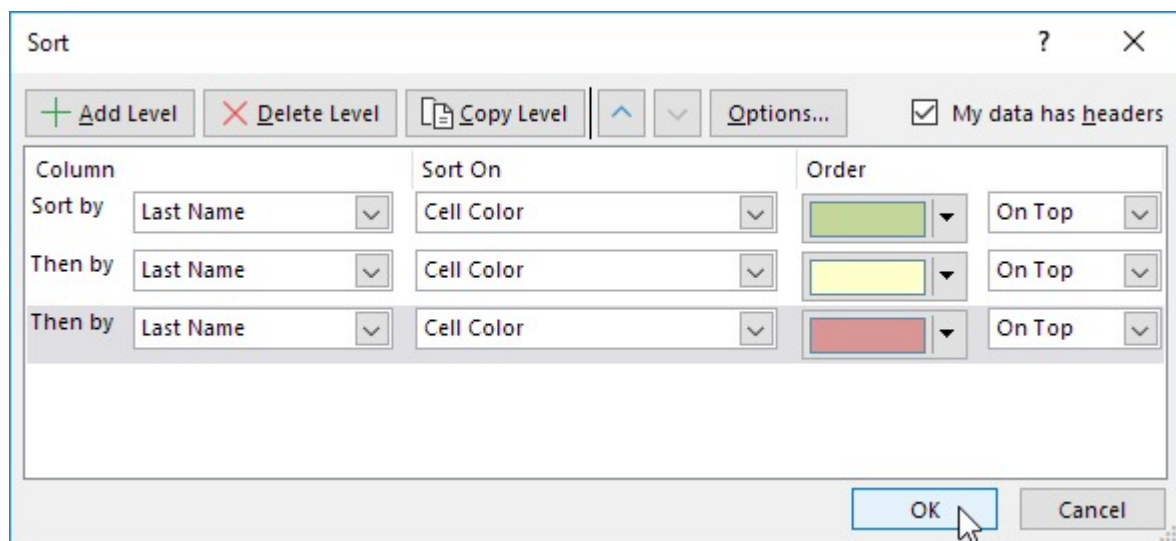 Sort ?
Add Level Delete Level Copy Level Options... My data has headers
Column Sort On Order
Sort by Last Name Cell Color On Top
Then by Last Name Cell Color On Top
Then by Last Name Cell Color On Top
OK Cancel